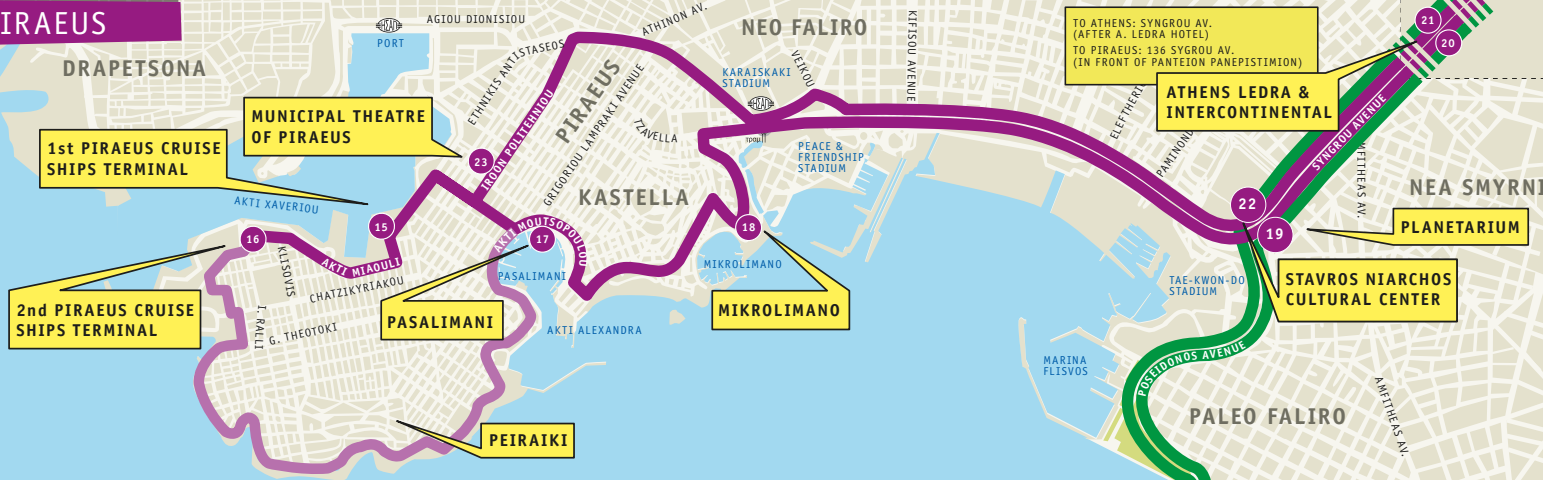 IRAEUS
DRAPETSONA
PORT
AGIOU DIONISIOU
ETHNIKIS ANTISTASEOS
ATHINON AV.
NEO FALIRO
KARAISKAKI
STADIUM
VEIKOU
KIFISOU AVENUE
TO ATHENS: SYNGROU AV.
(AFTER A. LEDRA HOTEL)
TO PIRAEUS: 136 SYGROU AV.
(IN FRONT OF PANTEION PANEPISTIMION)
21
20
ATHENS LEDRA &
INTERCONTINENTAL
MUNICIPAL THEATRE
OF PIRAEUS
1st PIRAEUS CRUISE
SHIPS TERMINAL
AKTI XAVERIOU
23
IROON POLITEHNIOU
PIRAEUS
GRIGORIOU LAMPRAKI AVENUE
TZAVELLA
KASTELLA
PEACE &
FRIENDSHIP
STADIUM
ELEFTHERI
PAMINOND
SYNGROU AVENUE
AMFITHEAS AV.
NEA SMYRNI
15
16
17
18
22
19
PLANETARIUM
AKTI MIAOULI
AKTI MOUTSOPOULOU
KLISOVIS
CHATZIKYRIAKOU
PASALIMANI
MIKROLIMANO
TAE-KWON-DO
STADIUM
STAVROS NIARCHOS
CULTURAL CENTER
2nd PIRAEUS CRUISE
SHIPS TERMINAL
I. RALLI
G. THEOTOKI
PASALIMANI
AKTI ALEXANDRA
MIKROLIMANO
MARINA
FLISVOS
POSEIDONOS AVENUE
PALEO FALIRO
AMFITHEAS AV.
PEIRAIKI